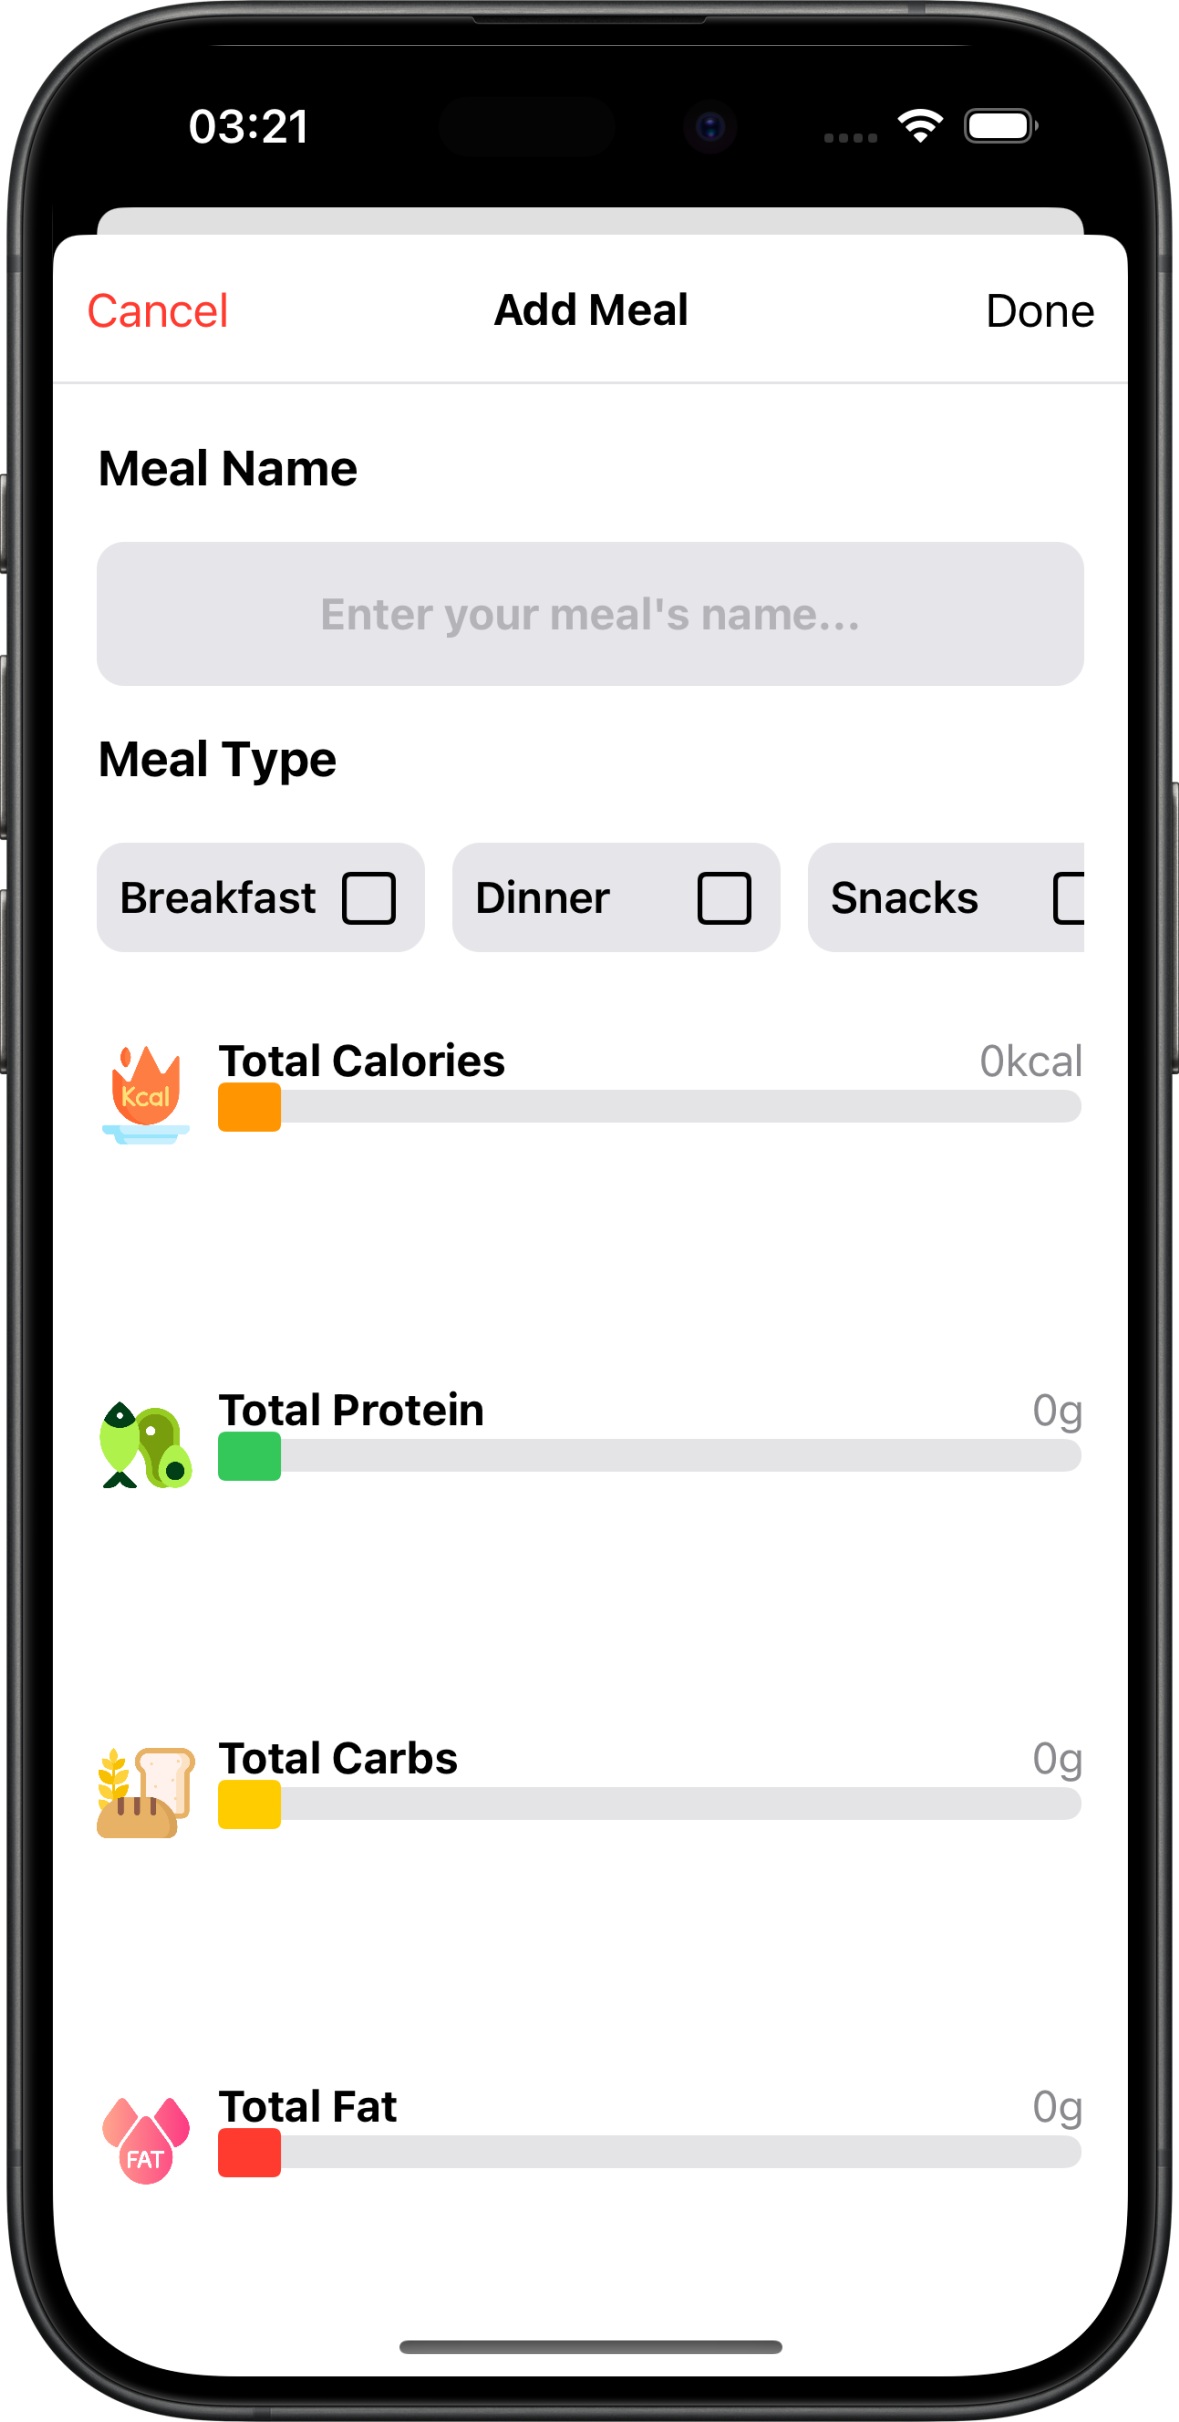 03:21
Cancel Add Meal Done
Meal Name
Enter your meal's name...
Meal Type
Breakfast Dinner Snacks
Total Calories 0kcal
Kcal
Total Protein 0g
Total Carbs 0g
Total Fat 0g
FAT